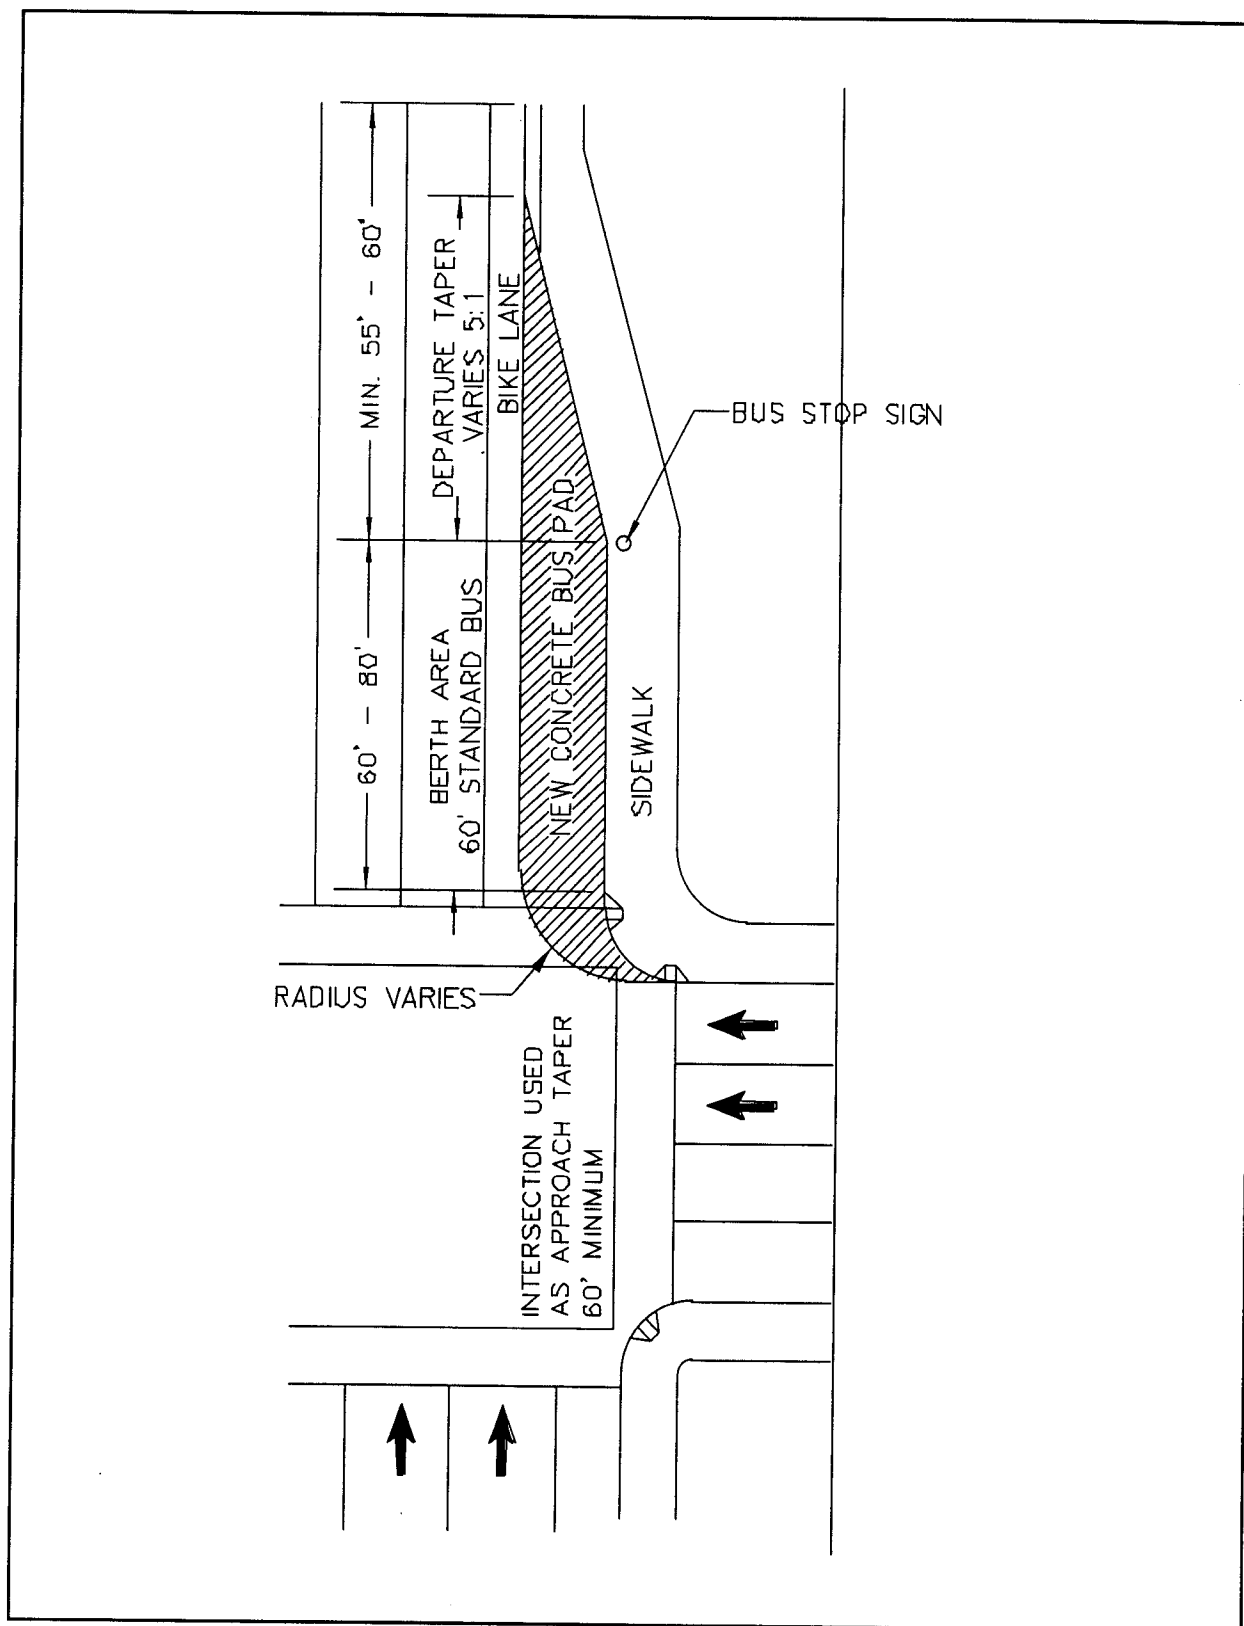 MIN. 55' - 60'
DEPARTURE TAPER
VARIES 5:1
BIKE LANE
BUS STOP SIGN
60' - 80'
BERTH AREA
60' STANDARD BUS
NEW CONCRETE BUS PAD
SIDEWALK
RADIUS VARIES
INTERSECTION USED
AS APPROACH TAPER
60' MINIMUM